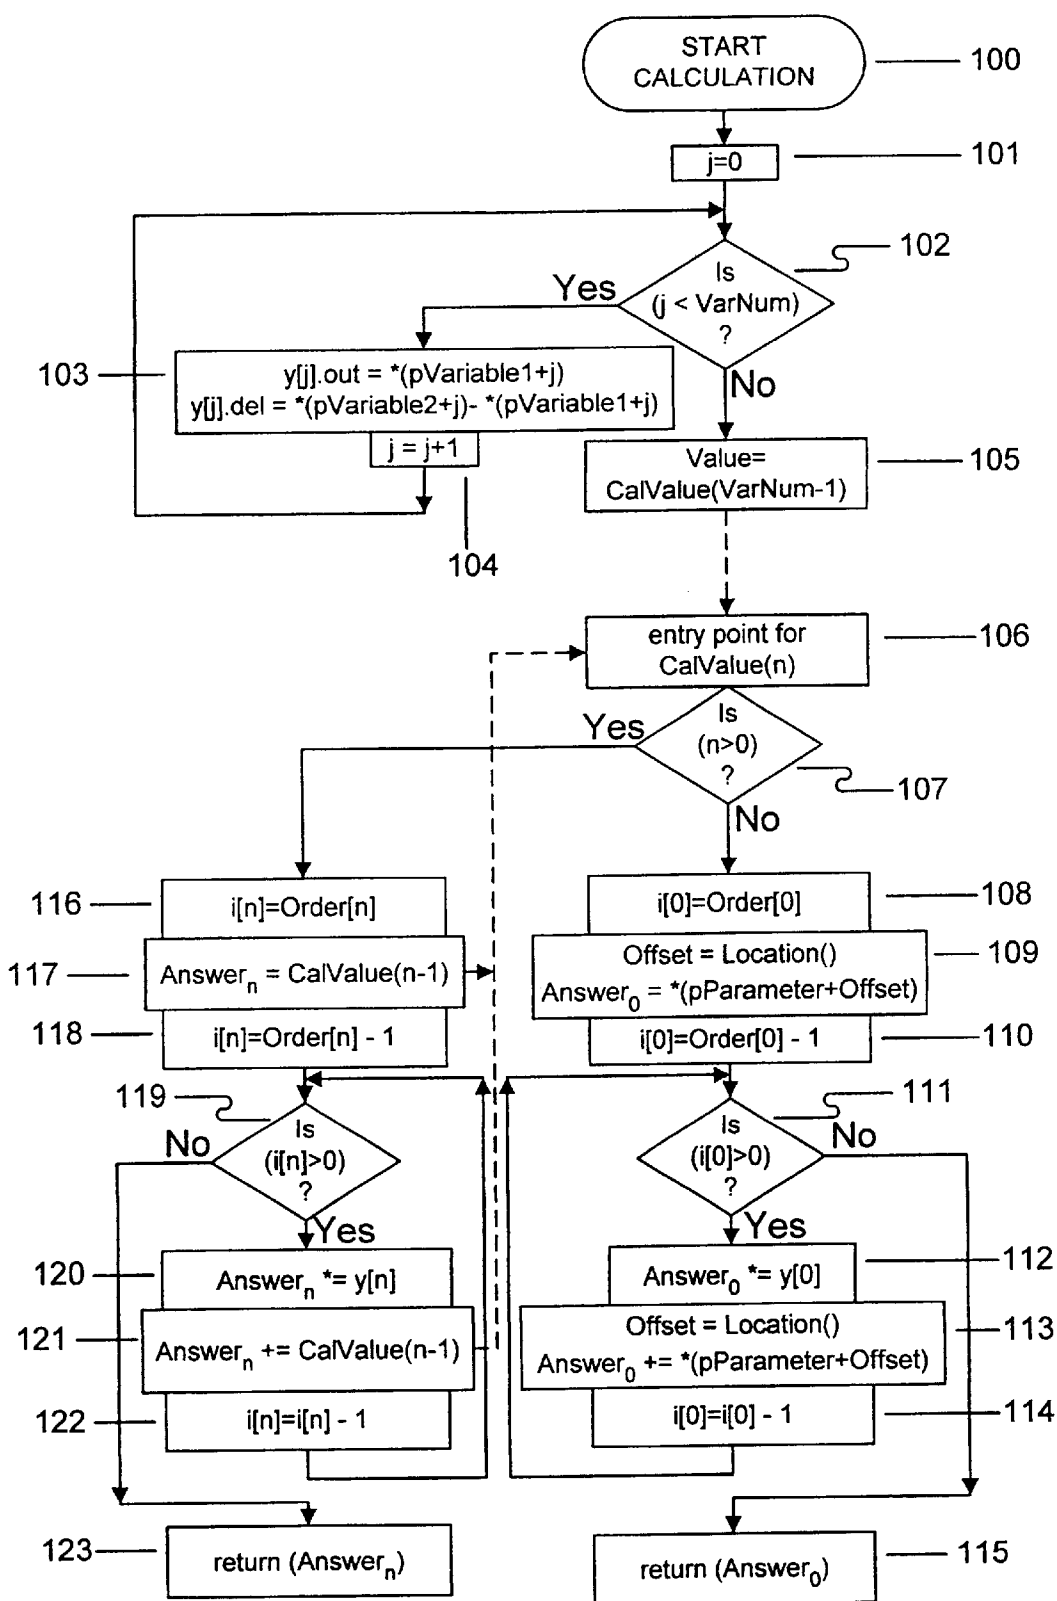 START
CALCULATION
100
j=0
101
Is
(j < VarNum)
?
102
Yes
No
103
y[j].out = *(pVariable1+j)
y[j].del = *(pVariable2+j)- *(pVariable1+j)
j = j+1
104
Value=
CalValue(VarNum-1)
105
entry point for
CalValue(n)
106
Is
(n>0)
?
107
Yes
No
116
i[n]=Order[n]
117
Answerₙ = CalValue(n-1)
118
i[n]=Order[n] - 1
119
Is
(i[n]>0)
?
No
Yes
120
Answerₙ *= y[n]
121
Answerₙ += CalValue(n-1)
122
i[n]=i[n] - 1
123
return (Answerₙ)
i[0]=Order[0]
108
Offset = Location()
Answer₀ = *(pParameter+Offset)
109
i[0]=Order[0] - 1
110
Is
(i[0]>0)
?
111
No
Yes
Answer₀ *= y[0]
112
Offset = Location()
Answer₀ += *(pParameter+Offset)
113
i[0]=i[0] - 1
114
return (Answer₀)
115